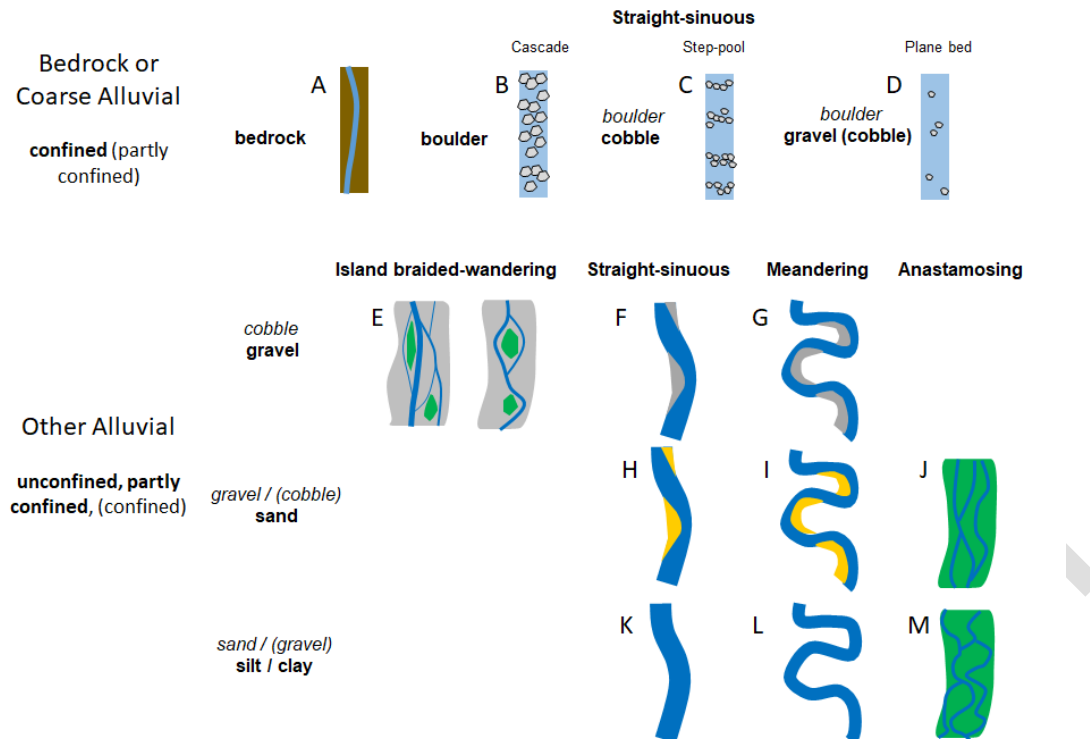 Straight-sinuous
Cascade
Step-pool
Plane bed
Bedrock or
Coarse Alluvial
confined (partly
confined)
A
bedrock
B
boulder
C
boulder
cobble
D
boulder
gravel (cobble)
Island braided-wandering
Straight-sinuous
Meandering
Anastamosing
cobble
gravel
E
F
G
Other Alluvial
unconfined, partly
confined, (confined)
gravel / (cobble)
sand
H
I
J
sand / (gravel)
silt / clay
K
L
M